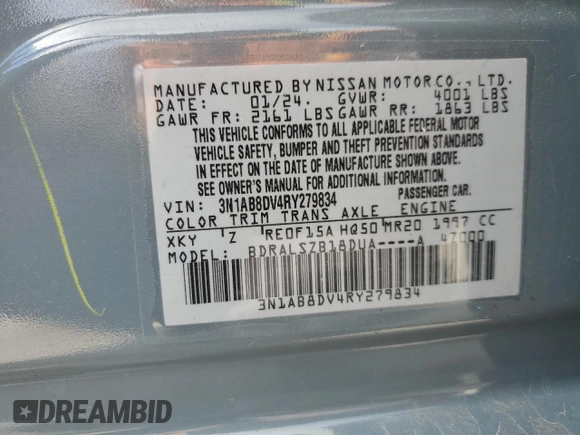 MANUFACTURED BY NISSAN MOTOR CO., LTD.
DATE: 01/24. GVWR: 4001 LBS
GAWR FR: 2161 LBS GAWR RR: 1863 LBS
THIS VEHICLE CONFORMS TO ALL APPLICABLE FEDERAL MOTOR
VEHICLE SAFETY, BUMPER AND THEFT PREVENTION STANDARDS
IN EFFECT ON THE DATE OF MANUFACTURE SHOWN ABOVE.
SEE OWNER'S MANUAL FOR ADDITIONAL INFORMATION.
VIN: 3N1AB8DV4RY279834 PASSENGER CAR.
COLOR TRIM TRANS AXLE ENGINE
XKY Z RE0F15A HQ50 MR20 1997 CC
MODEL: BDRALSZB18DUA----A 4Z000
3N1AB8DV4RY279834
DREAMBID